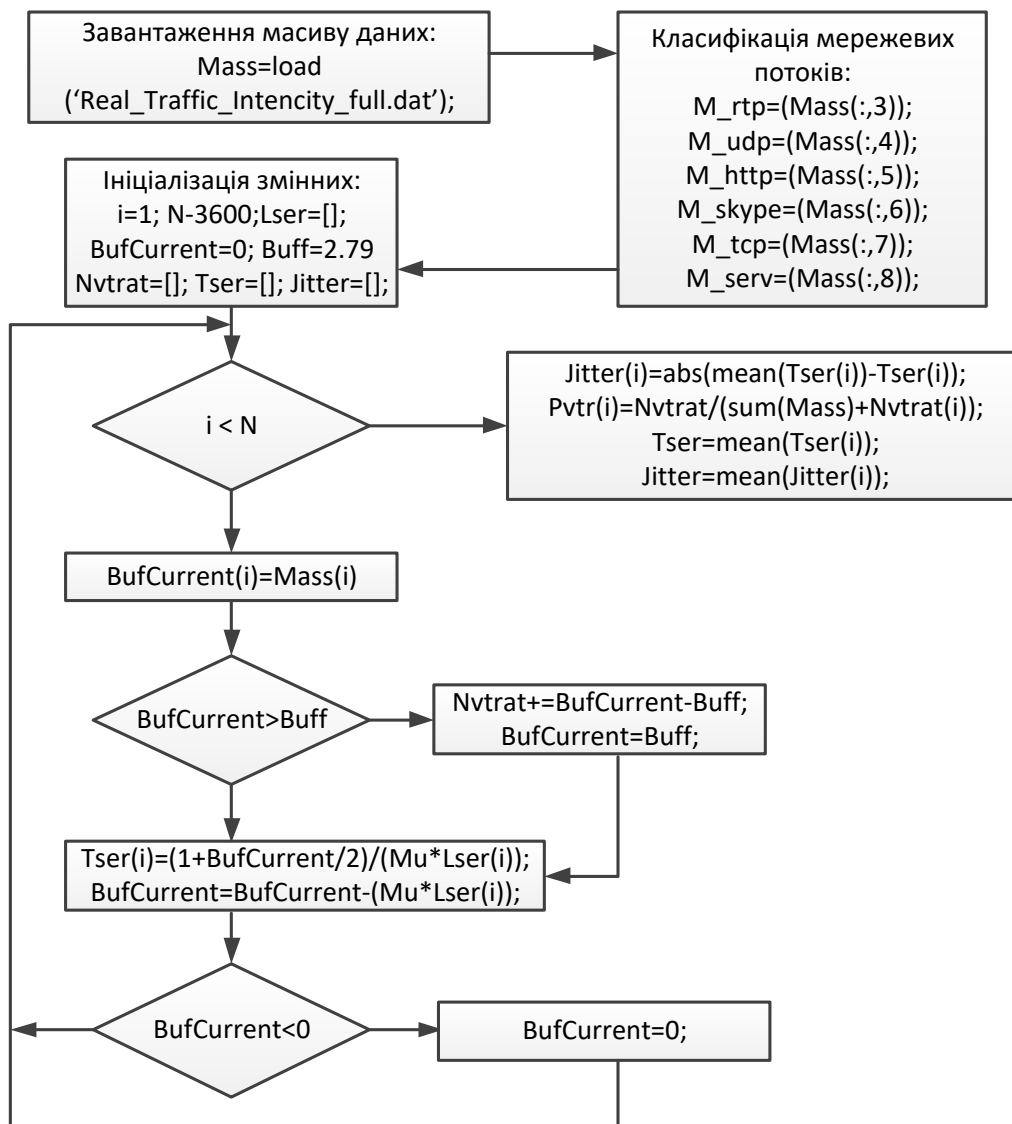 Завантаження масиву даних:
Mass=load
(‘Real_Traffic_Intencity_full.dat’);
Класифікація мережевих
потоків:
M_rtp=(Mass(:,3));
M_udp=(Mass(:,4));
M_http=(Mass(:,5));
M_skype=(Mass(:,6));
M_tcp=(Mass(:,7));
M_serv=(Mass(:,8));
Ініціалізація змінних:
i=1; N-3600;Lser=[];
BufCurrent=0; Buff=2.79
Nvtrat=[]; Tser=[]; Jitter=[];
i < N
Jitter(i)=abs(mean(Tser(i))-Tser(i));
Pvtr(i)=Nvtrat/(sum(Mass)+Nvtrat(i));
Tser=mean(Tser(i));
Jitter=mean(Jitter(i));
BufCurrent(i)=Mass(i)
BufCurrent>Buff
Nvtrat+=BufCurrent-Buff;
BufCurrent=Buff;
Tser(i)=(1+BufCurrent/2)/(Mu*Lser(i));
BufCurrent=BufCurrent-(Mu*Lser(i));
BufCurrent<0
BufCurrent=0;